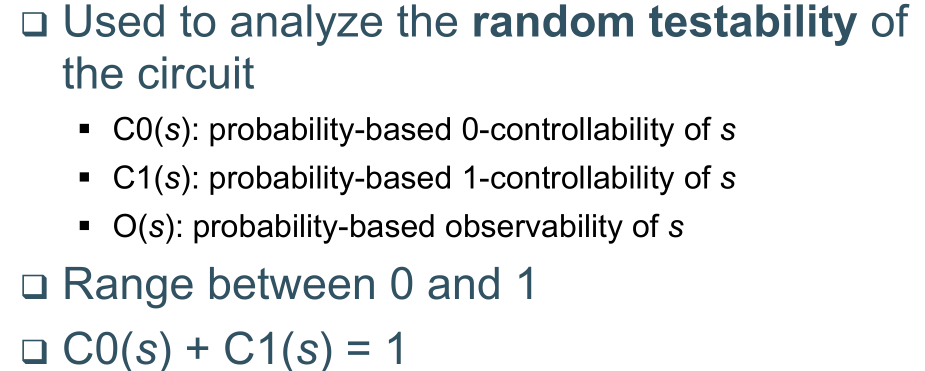 ❑ Used to analyze the random testability of
the circuit
▪ C0(s): probability-based 0-controllability of s
▪ C1(s): probability-based 1-controllability of s
▪ O(s): probability-based observability of s
❑ Range between 0 and 1
❑ C0(s) + C1(s) = 1